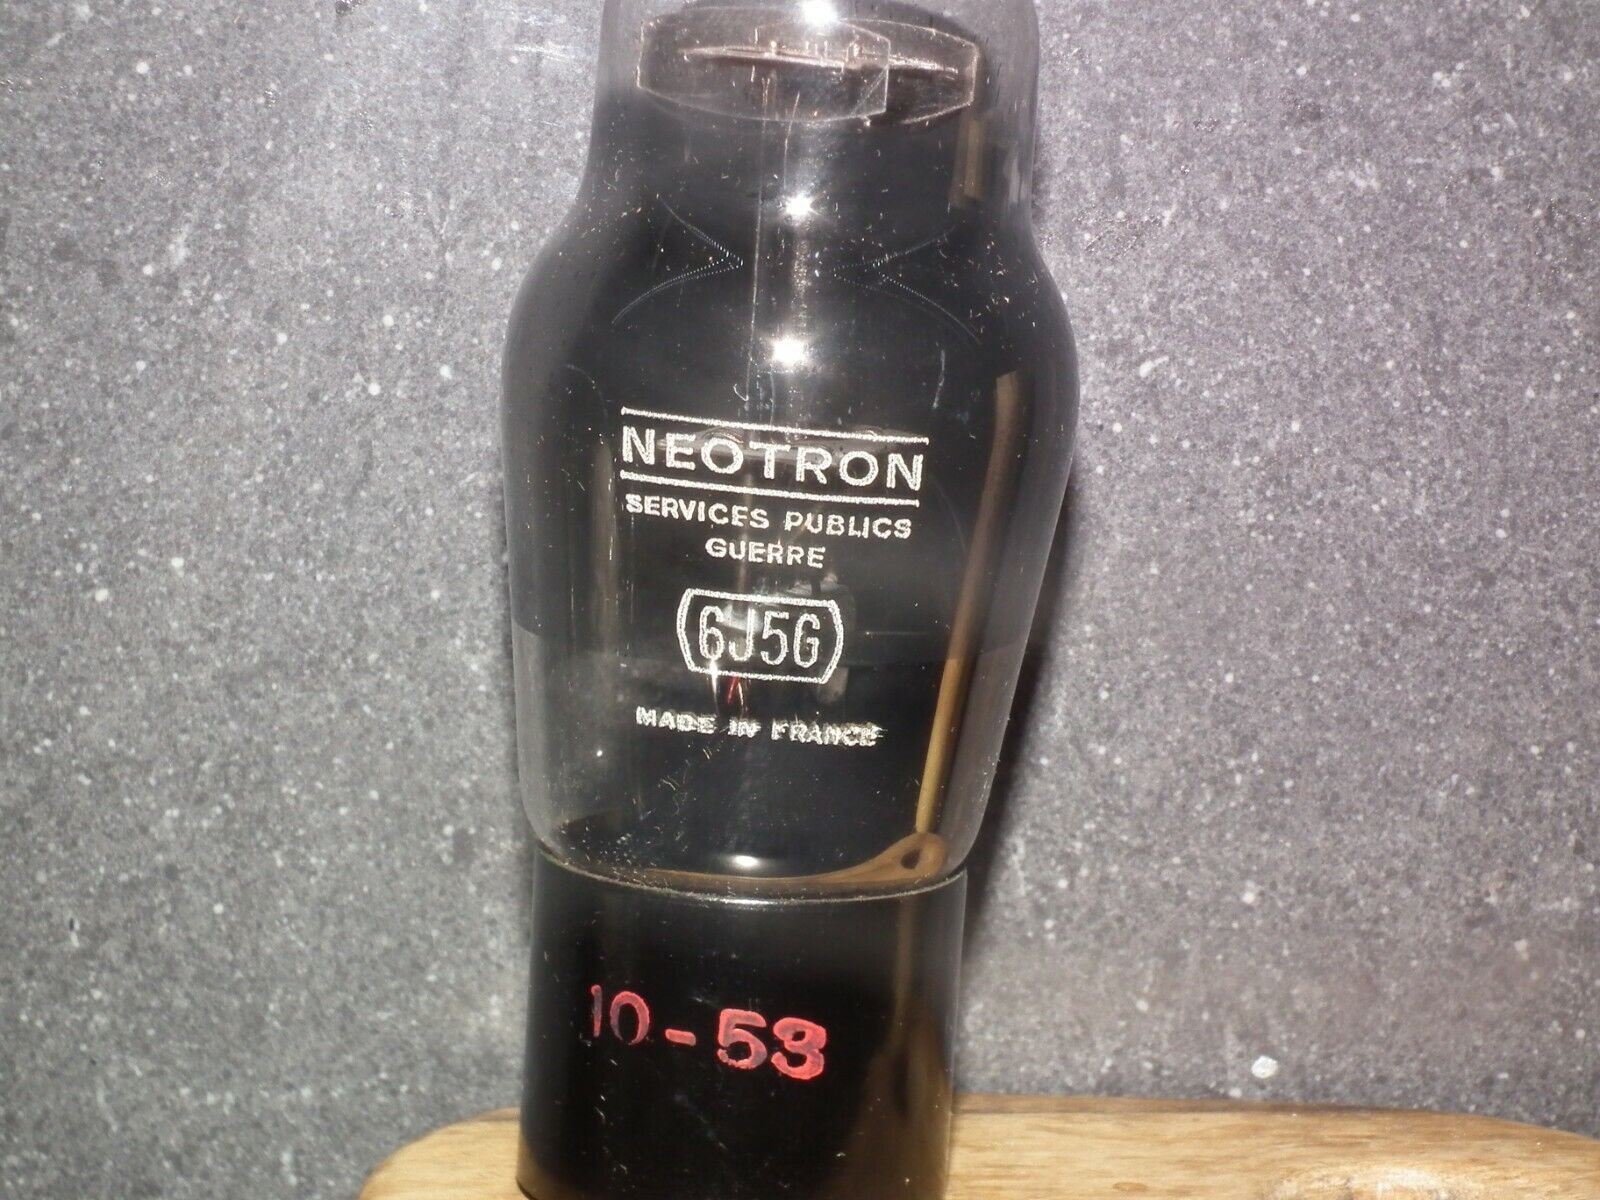 NEOTRON
SERVICES PUBLICS
GUERRE
6J5G
MADE IN FRANCE
10-53